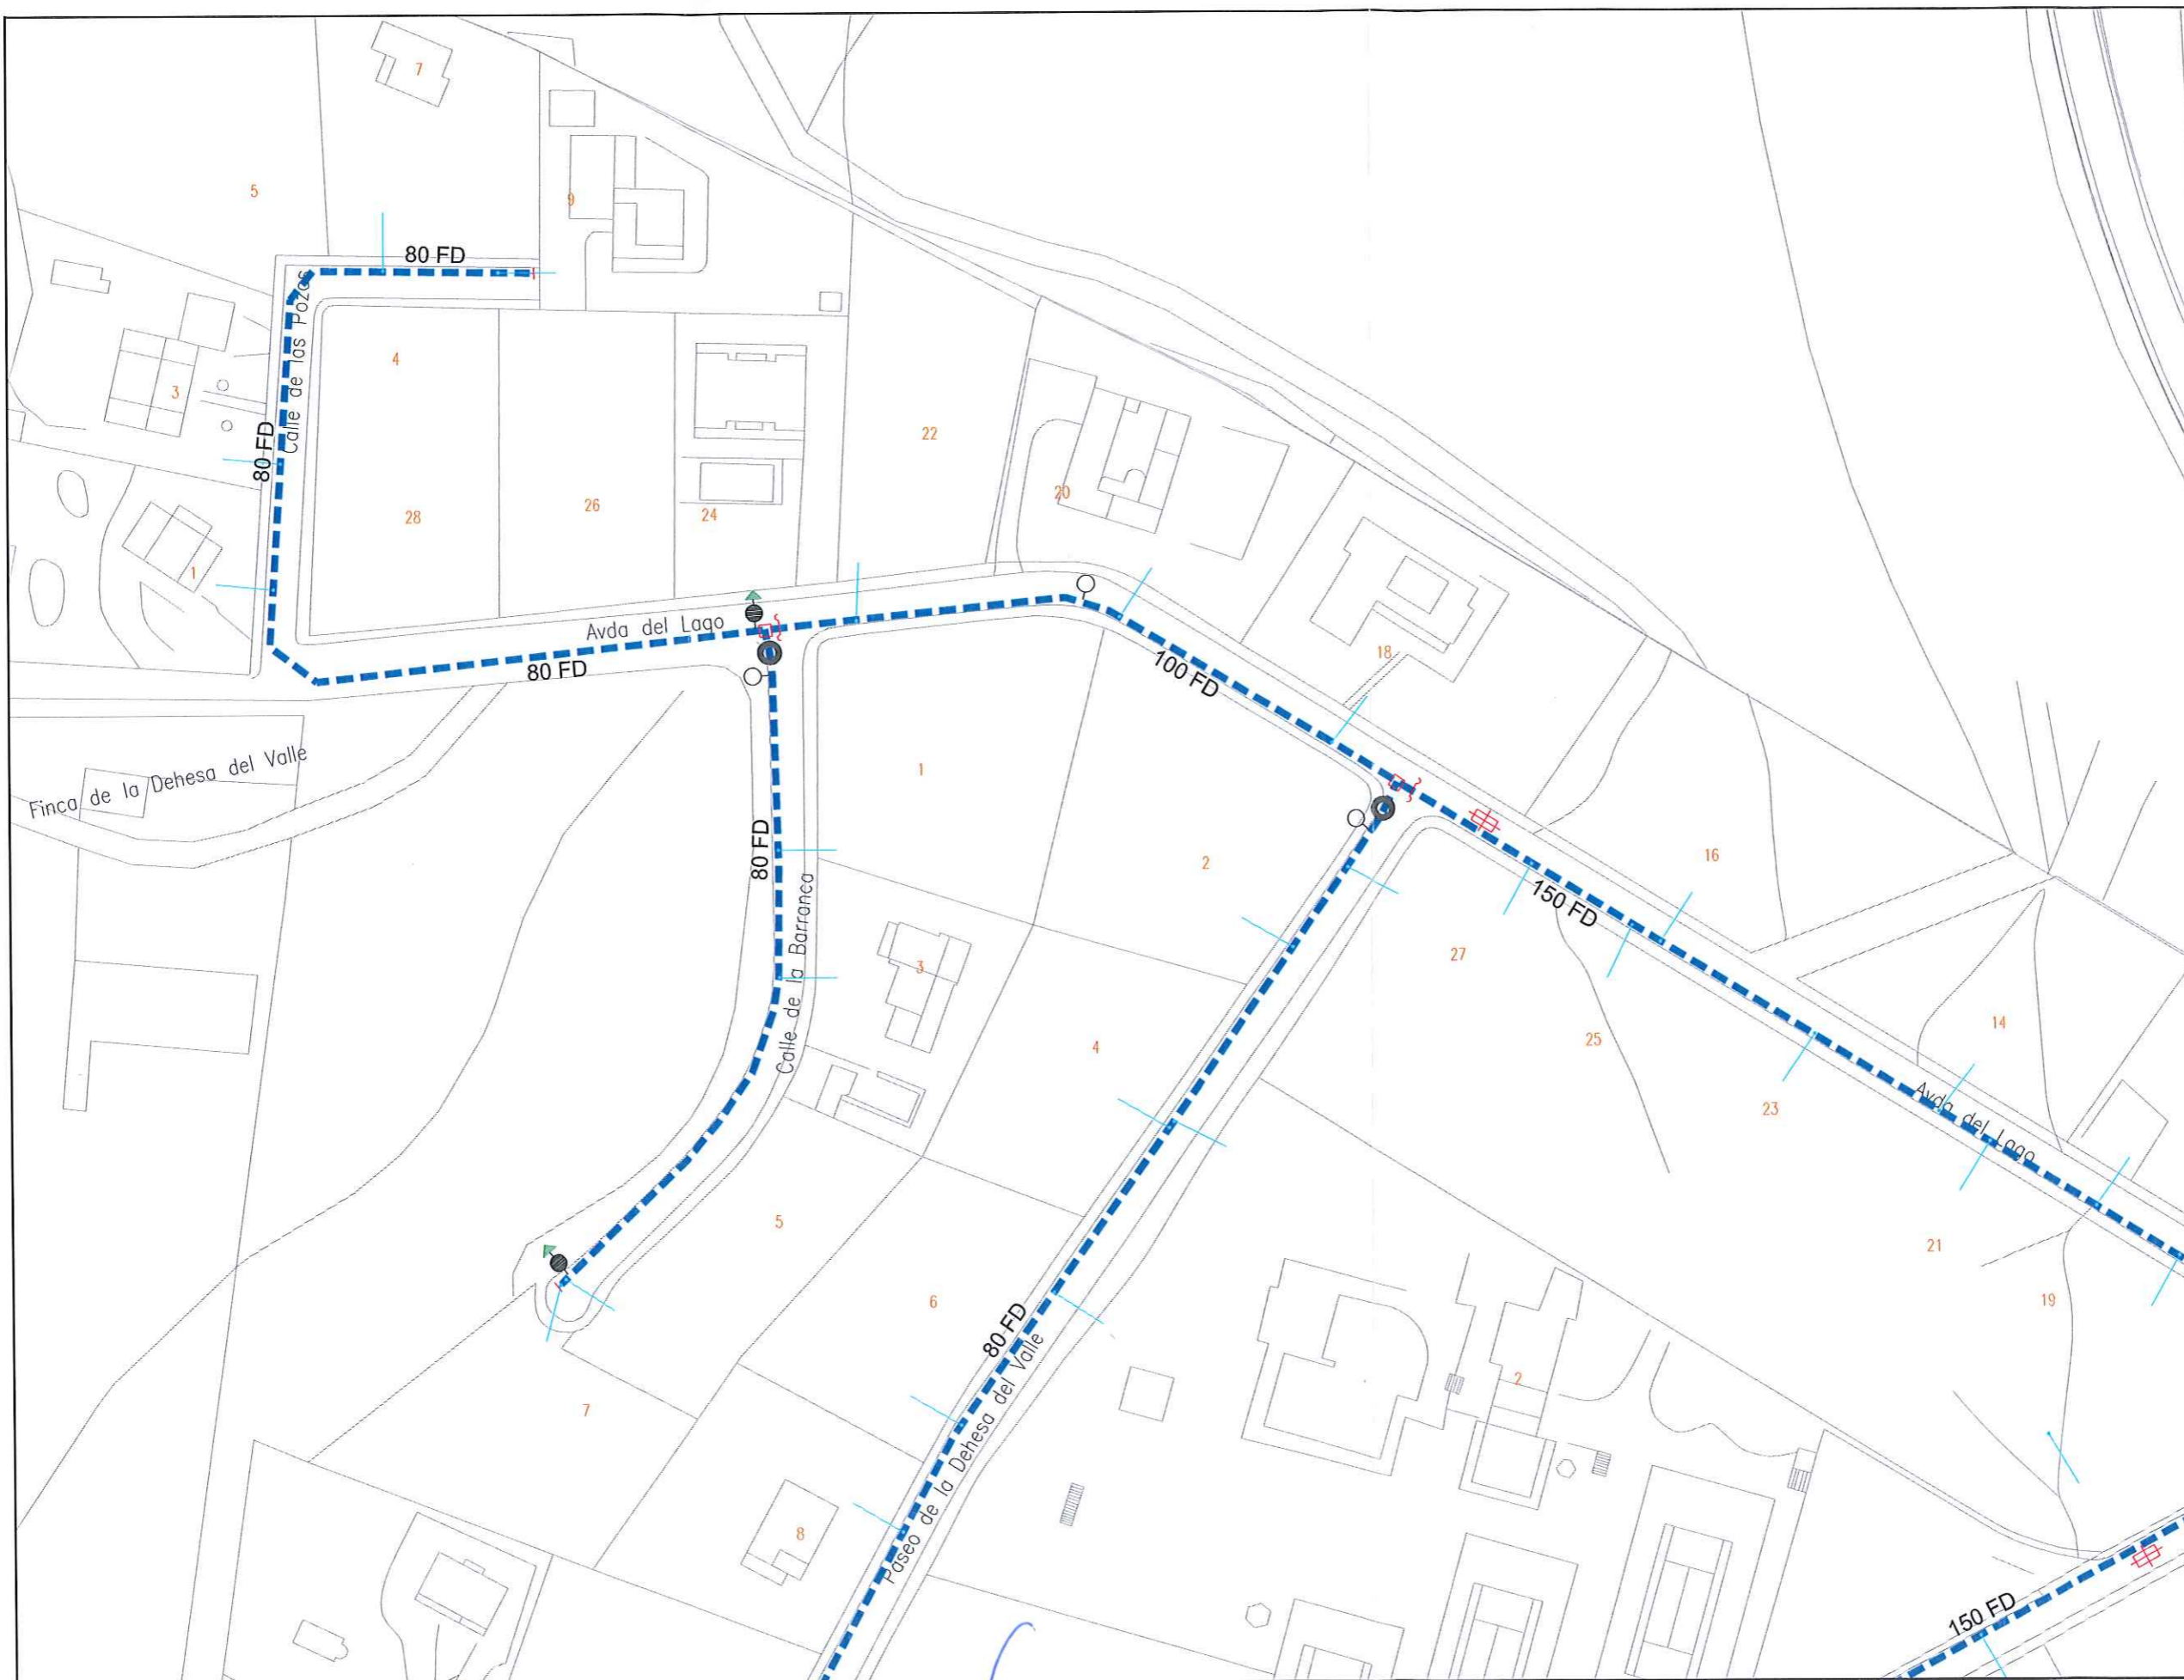 7
5
9
80 FD
Calle de las Pozas
4
3
80 FD
22
20
28
26
24
1
Avda del Lago
80 FD
18
100 FD
Finca de la Dehesa del Valle
1
80 FD
2
16
150 FD
Calle de la Barranca
27
3
14
25
4
23
Avda del Lago
5
21
6
19
80 FD
Paseo de la Dehesa del Valle
2
7
8
150 FD